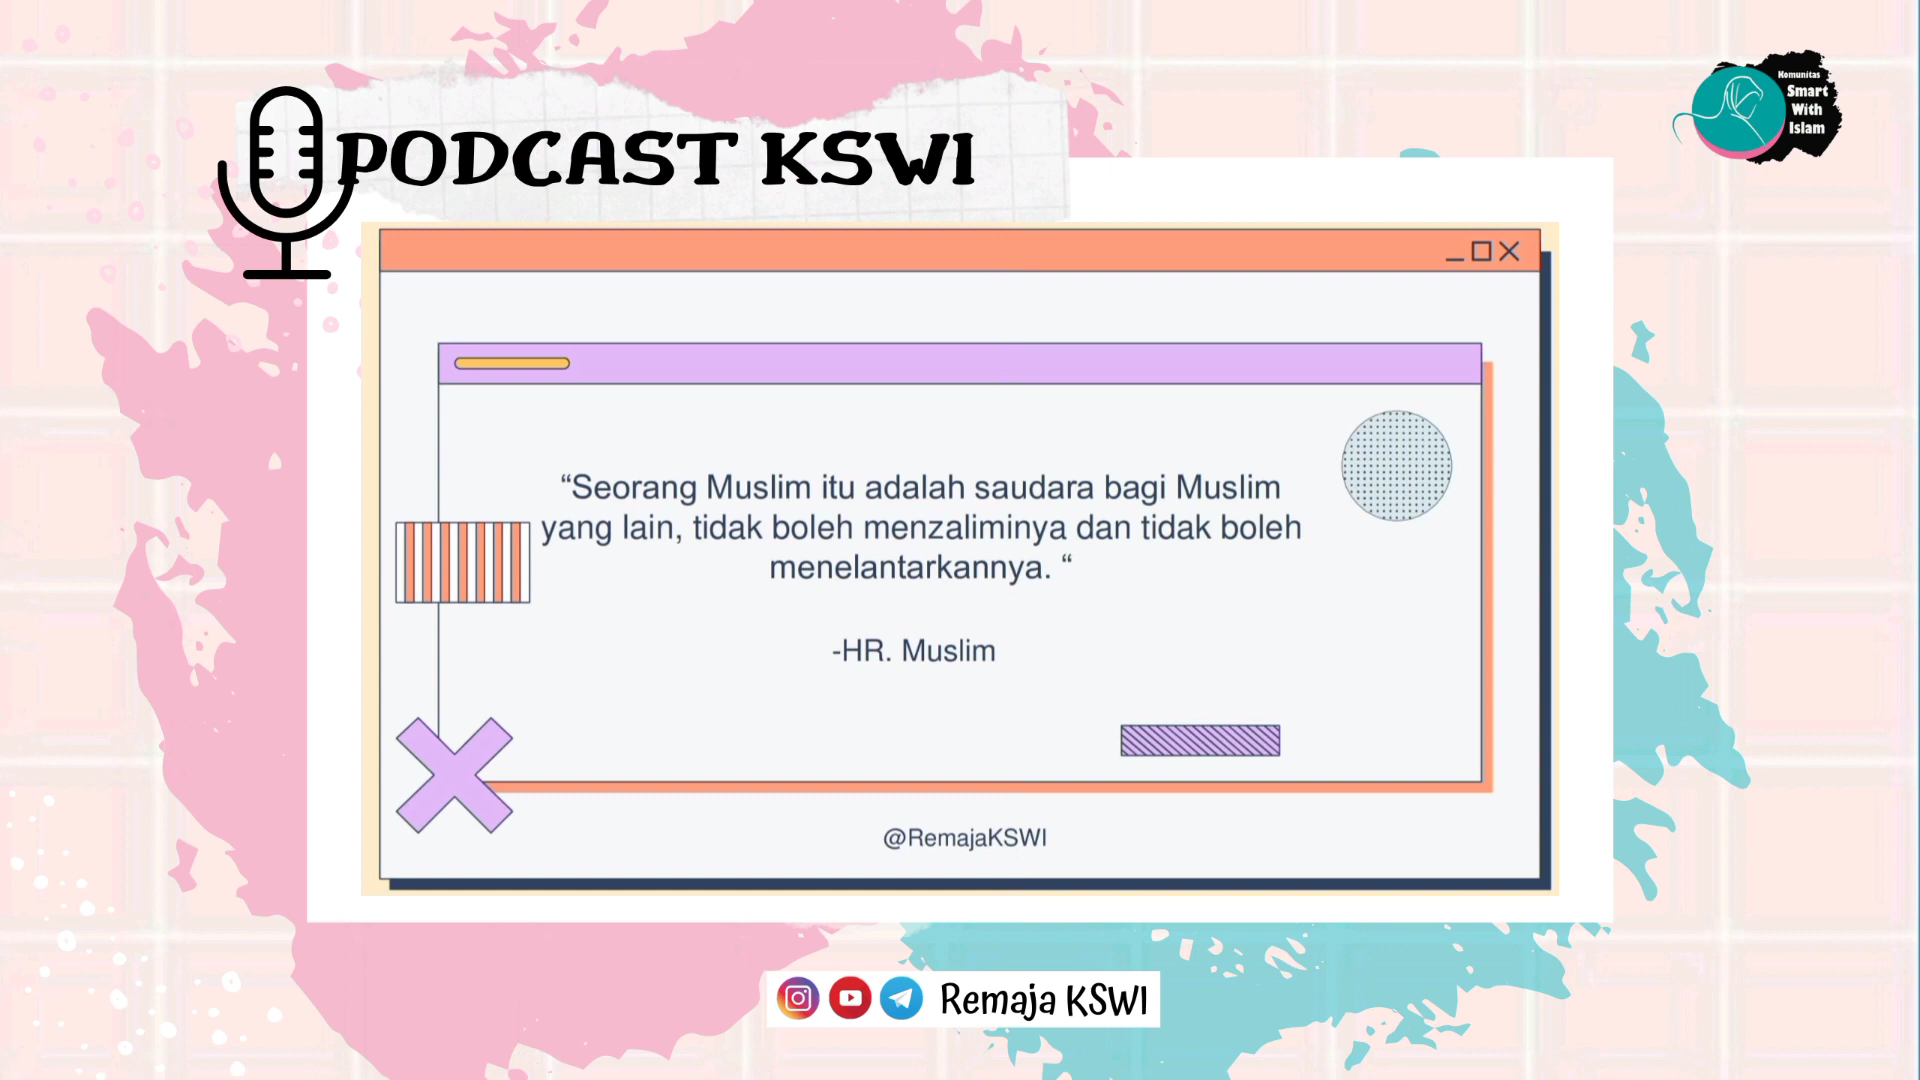 PODCAST KSWI
Komunitas
Smart
With
Islam
“Seorang Muslim itu adalah saudara bagi Muslim
yang lain, tidak boleh menzaliminya dan tidak boleh
menelantarkannya. “
-HR. Muslim
@RemajaKSWI
Remaja KSWI